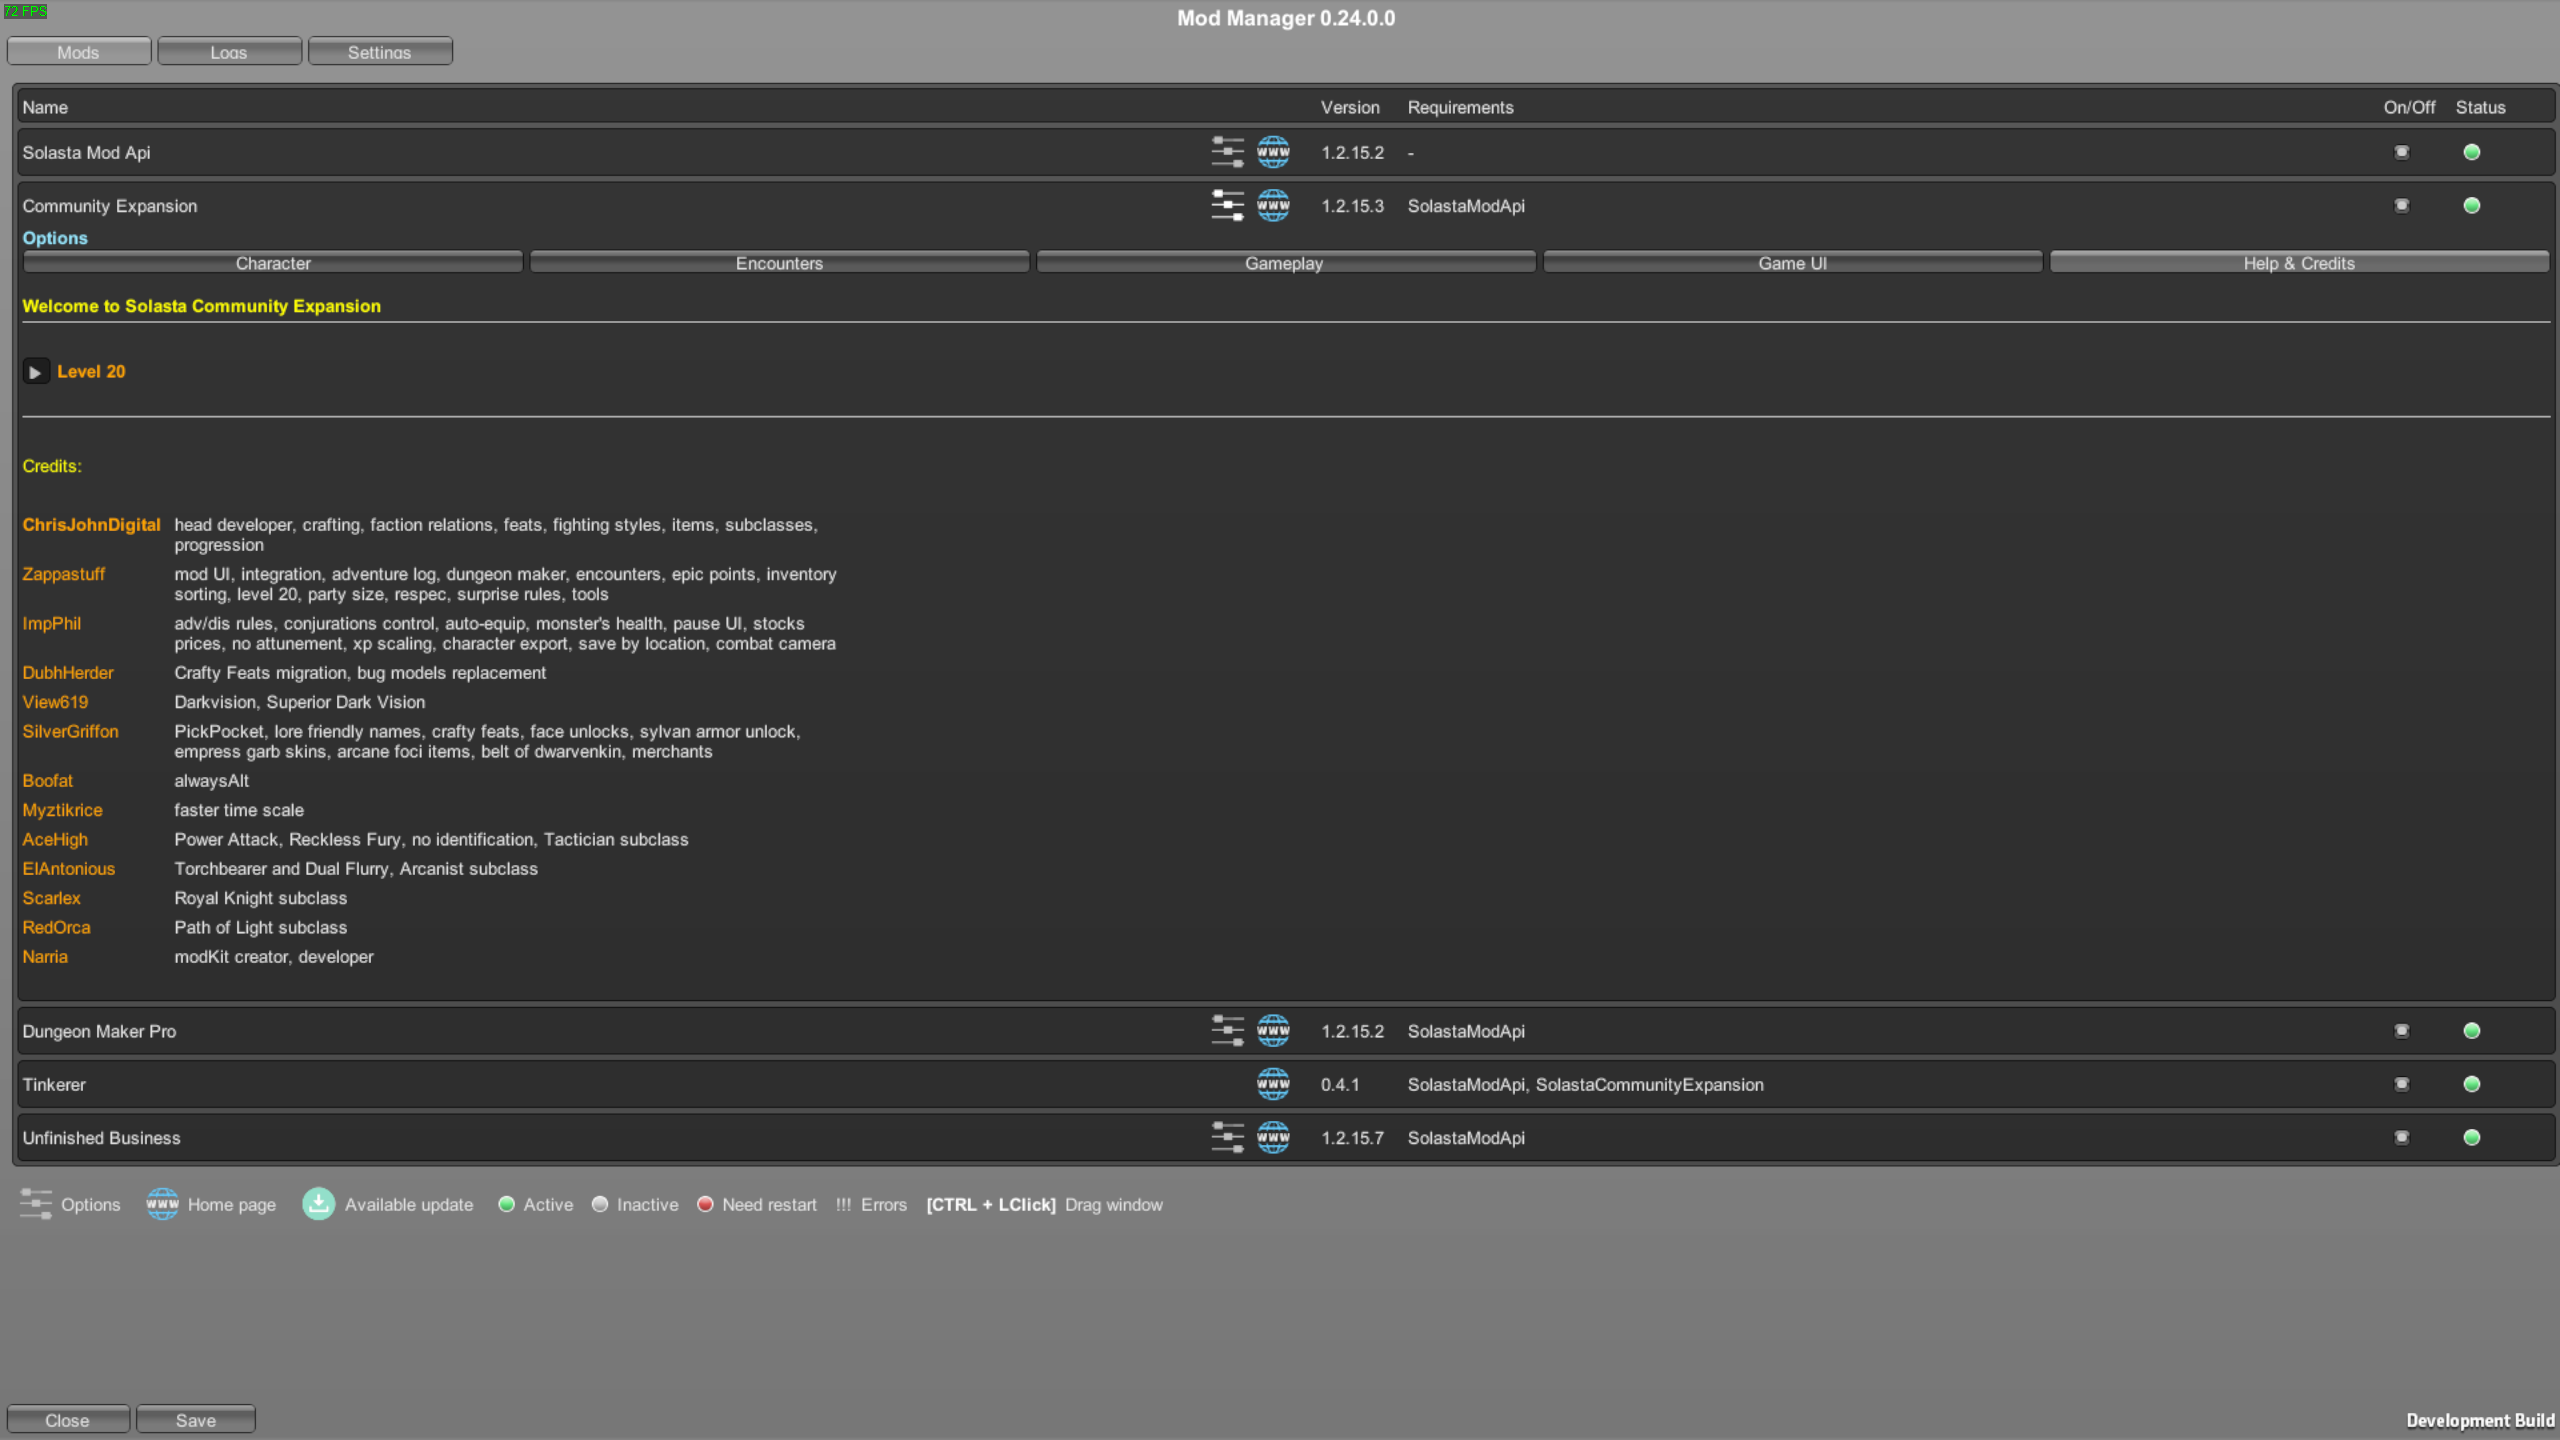 72 FPS
Mod Manager 0.24.0.0
Mods Logs Settings
Name Version Requirements On/Off Status
Solasta Mod Api www 1.2.15.2 -
Community Expansion www 1.2.15.3 SolastaModApi
Options
Character Encounters Gameplay Game UI Help & Credits
Welcome to Solasta Community Expansion
Level 20
Credits:
ChrisJohnDigital head developer, crafting, faction relations, feats, fighting styles, items, subclasses,
progression
Zappastuff mod UI, integration, adventure log, dungeon maker, encounters, epic points, inventory
sorting, level 20, party size, respec, surprise rules, tools
ImpPhil adv/dis rules, conjurations control, auto-equip, monster's health, pause UI, stocks
prices, no attunement, xp scaling, character export, save by location, combat camera
DubhHerder Crafty Feats migration, bug models replacement
View619 Darkvision, Superior Dark Vision
SilverGriffon PickPocket, lore friendly names, crafty feats, face unlocks, sylvan armor unlock,
empress garb skins, arcane foci items, belt of dwarvenkin, merchants
Boofat alwaysAlt
Myztikrice faster time scale
AceHigh Power Attack, Reckless Fury, no identification, Tactician subclass
ElAntonious Torchbearer and Dual Flurry, Arcanist subclass
Scarlex Royal Knight subclass
RedOrca Path of Light subclass
Narria modKit creator, developer
Dungeon Maker Pro www 1.2.15.2 SolastaModApi
Tinkerer www 0.4.1 SolastaModApi, SolastaCommunityExpansion
Unfinished Business www 1.2.15.7 SolastaModApi
Options www Home page Available update Active Inactive Need restart !!! Errors [CTRL + LClick] Drag window
Close Save Development Build